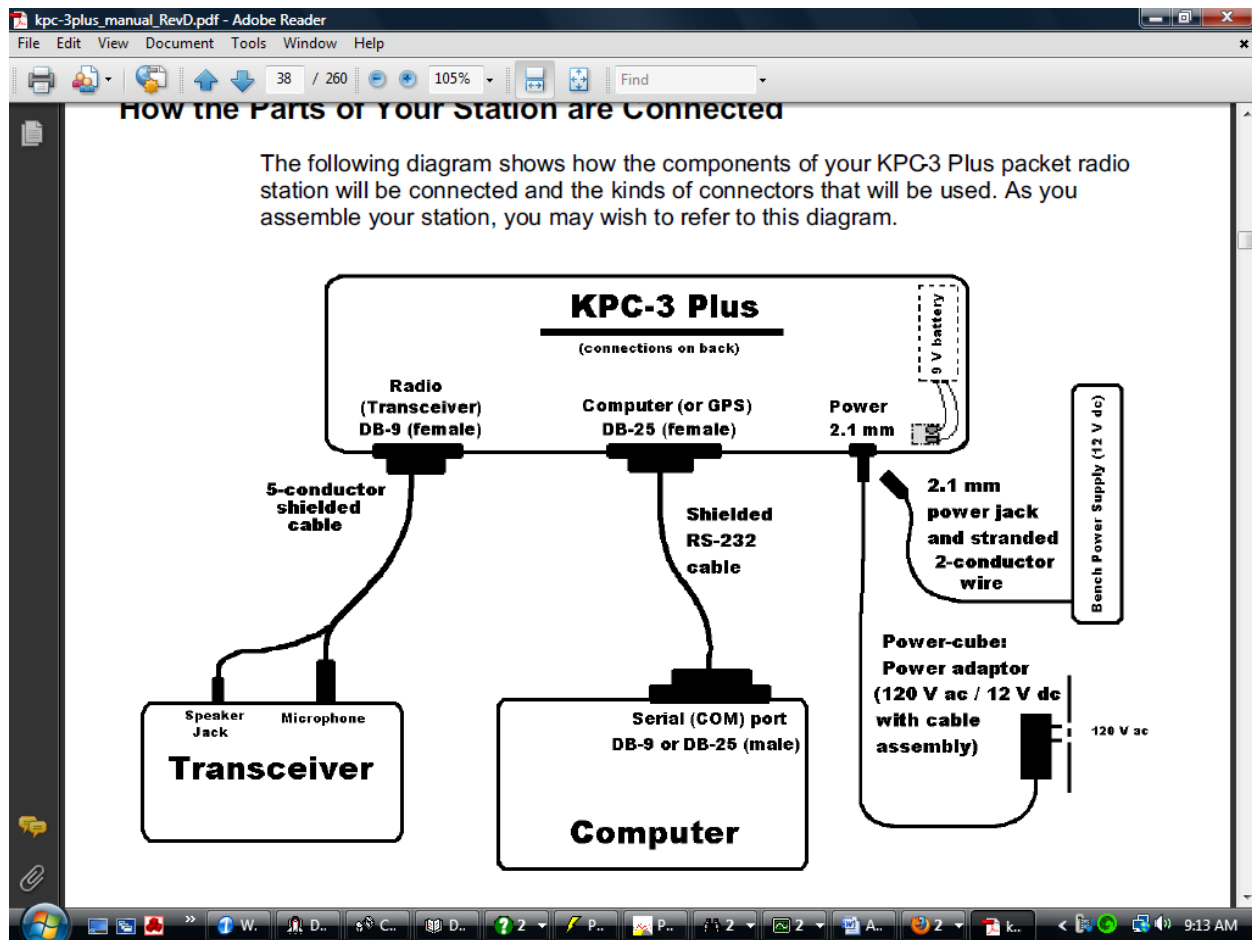 kpc-3plus_manual_RevD.pdf - Adobe Reader
File Edit View Document Tools Window Help
38 / 260 105% Find
How the Parts of Your Station are Connected
The following diagram shows how the components of your KPC-3 Plus packet radio
station will be connected and the kinds of connectors that will be used. As you
assemble your station, you may wish to refer to this diagram.
KPC-3 Plus
(connections on back)
9 V battery
Radio
(Transceiver)
DB-9 (female)
Computer (or GPS)
DB-25 (female)
Power
2.1 mm
5-conductor
shielded
cable
Shielded
RS-232
cable
2.1 mm
power jack
and stranded
2-conductor
wire
Bench Power Supply (12 V dc)
Power-cube:
Power adaptor
(120 V ac / 12 V dc
with cable
assembly)
120 V ac
Speaker
Jack
Microphone
Transceiver
Serial (COM) port
DB-9 or DB-25 (male)
Computer
W. D.. C.. D.. 2 P.. P.. 2 2 A.. 2 k.. 9:13 AM